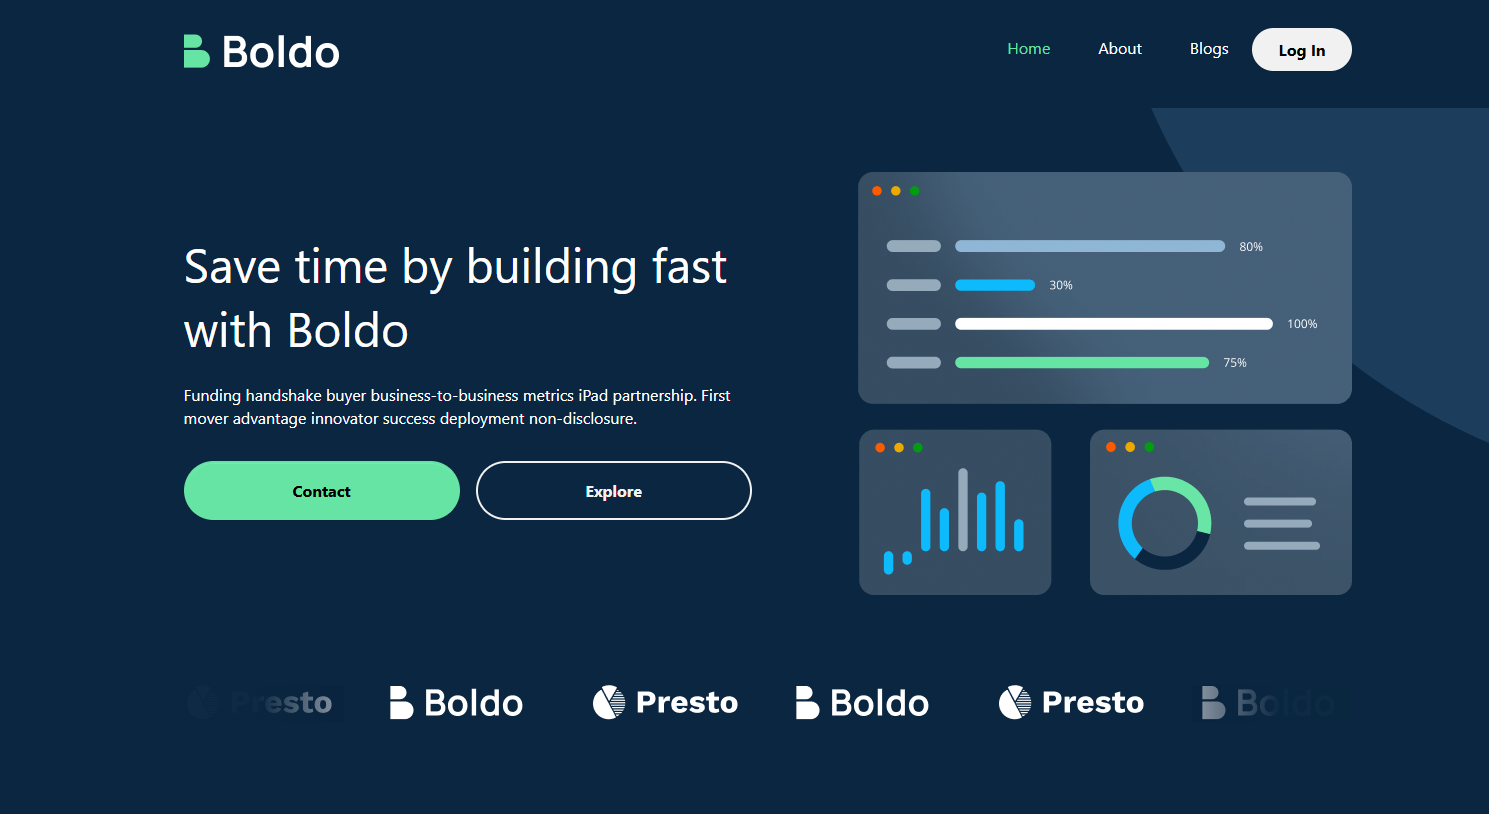 Boldo
Home About Blogs Log In
Save time by building fast
with Boldo
Funding handshake buyer business-to-business metrics iPad partnership. First
mover advantage innovator success deployment non-disclosure.
Contact Explore
80%
30%
100%
75%
Presto Boldo Presto Boldo Presto Boldo